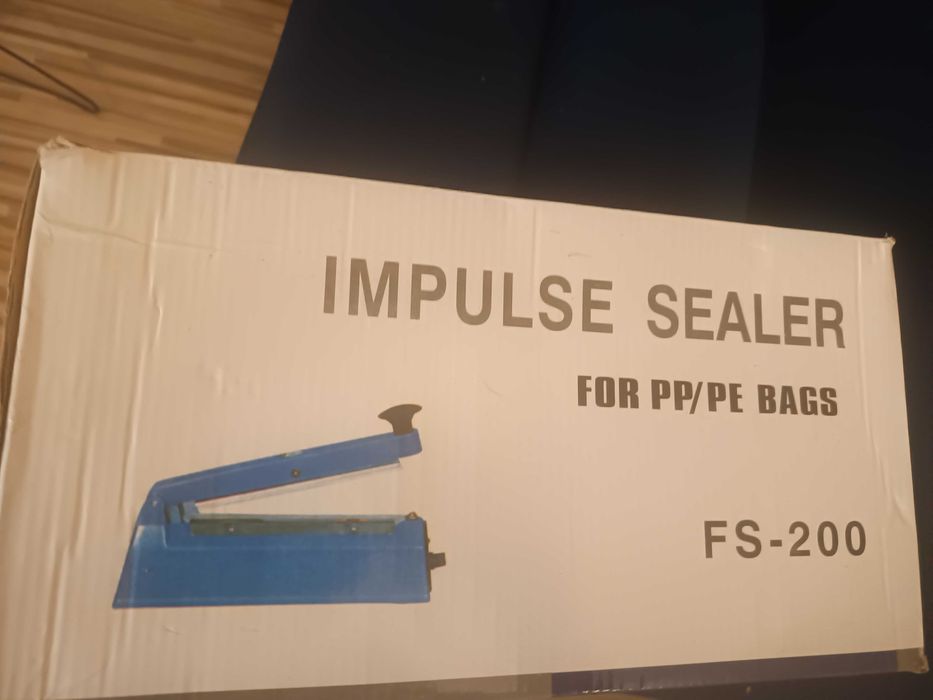 IMPULSE SEALER
FOR PP/PE BAGS
FS-200